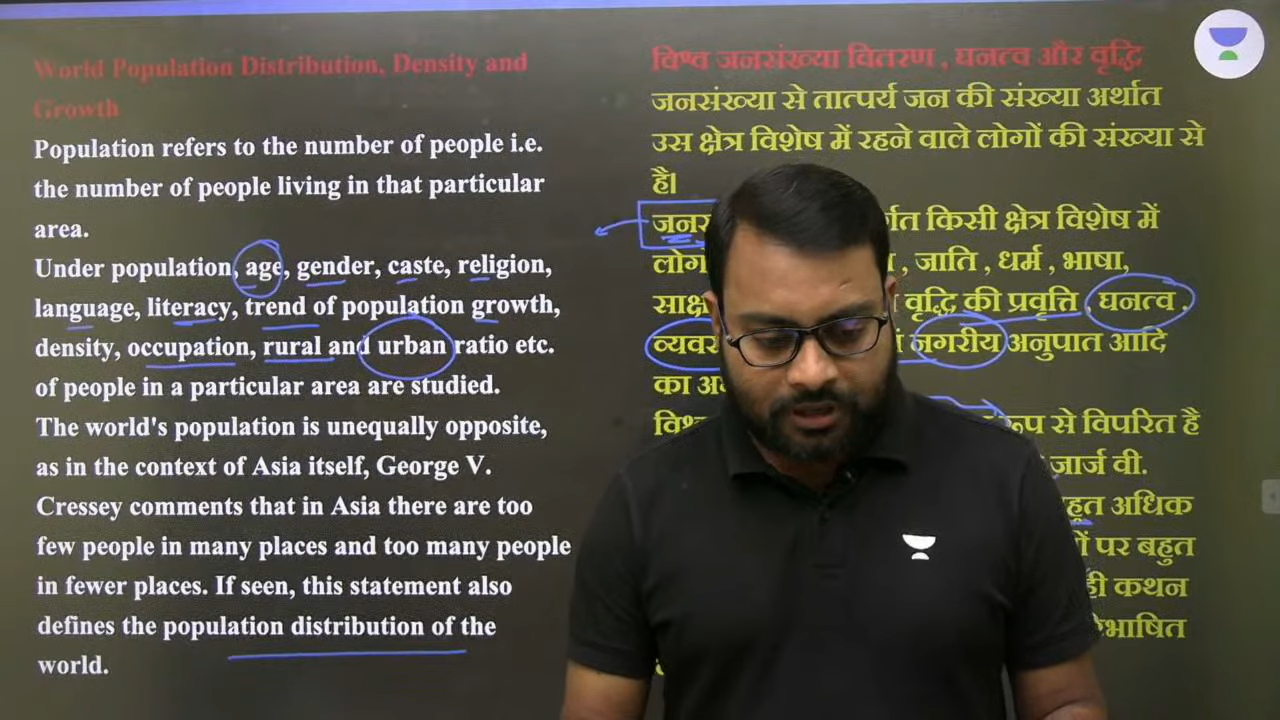 World Population Distribution, Density and
Growth
Population refers to the number of people i.e.
the number of people living in that particular
area.
Under population, age, gender, caste, religion,
language, literacy, trend of population growth,
density, occupation, rural and urban ratio etc.
of people in a particular area are studied.
The world's population is unequally opposite,
as in the context of Asia itself, George V.
Cressey comments that in Asia there are too
few people in many places and too many people
in fewer places. If seen, this statement also
defines the population distribution of the
world.
विश्व जनसंख्या वितरण , घनत्व और वृद्धि
जनसंख्या से तात्पर्य जन की संख्या अर्थात
उस क्षेत्र विशेष में रहने वाले लोगों की संख्या से
है।
किसी क्षेत्र विशेष में
, जाति , धर्म , भाषा,
वृद्धि की प्रवृत्ति , घनत्व ,
नगरीय अनुपात आदि
का
रूप से विपरित है
जार्ज वी.
बहुत अधिक
पर बहुत
ही कथन